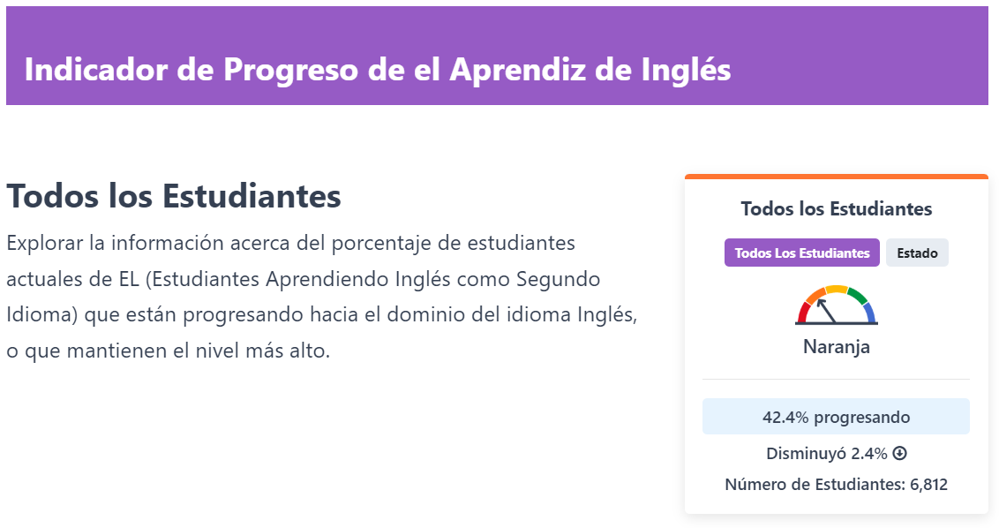 Indicador de Progreso de el Aprendiz de Inglés
Todos los Estudiantes
Explorar la información acerca del porcentaje de estudiantes
actuales de EL (Estudiantes Aprendiendo Inglés como Segundo
Idioma) que están progresando hacia el dominio del idioma Inglés,
o que mantienen el nivel más alto.
Todos los Estudiantes
Todos Los Estudiantes Estado
Naranja
42.4% progresando
Disminuyó 2.4%
Número de Estudiantes: 6,812